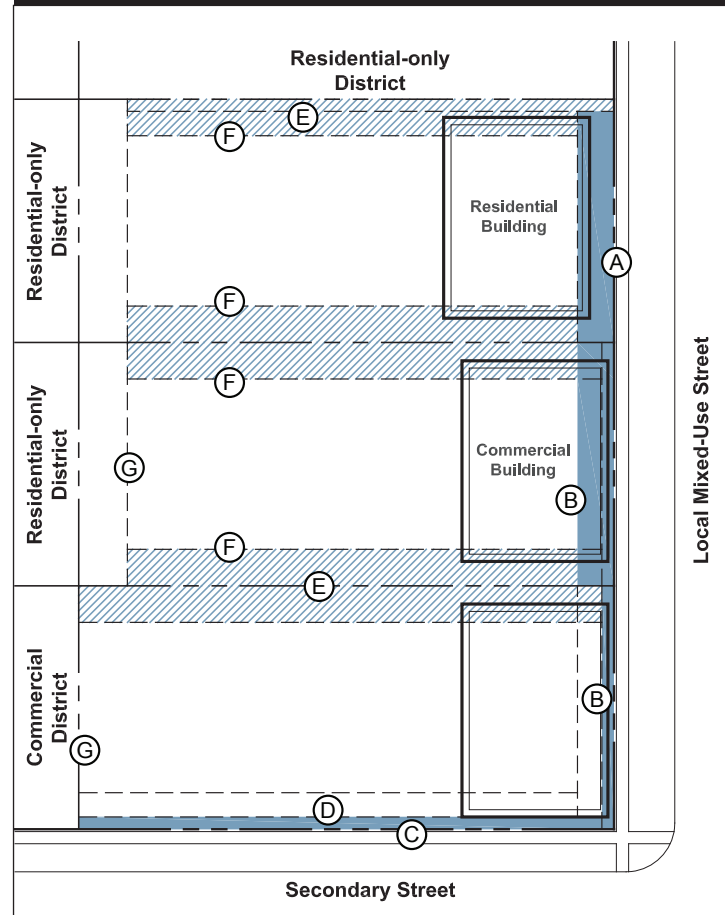 Residential-only
District
E
F
Residential-only
District
Residential
Building
A
F
F
Residential-only
District
Commercial
Building
G
B
Local Mixed-Use Street
F
E
Commercial
District
B
G
D
C
Secondary Street